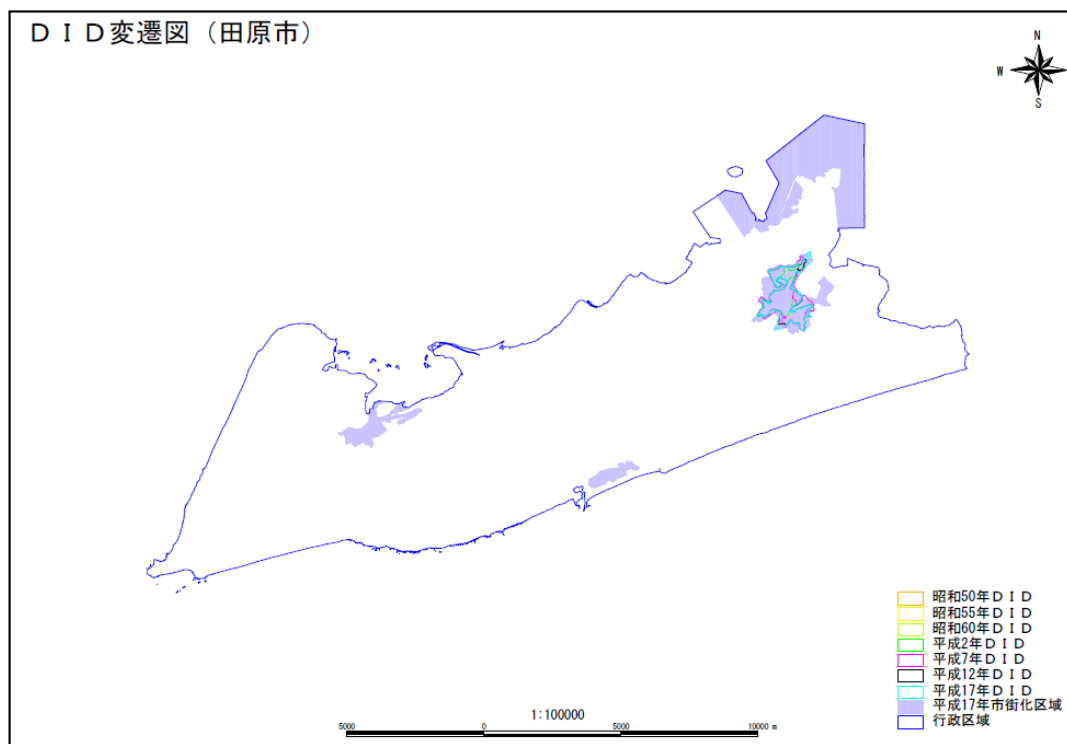 ＤＩＤ変遷図（田原市）
N
W
S
昭和50年ＤＩＤ
昭和55年ＤＩＤ
昭和60年ＤＩＤ
平成2年ＤＩＤ
平成7年ＤＩＤ
平成12年ＤＩＤ
平成17年ＤＩＤ
平成17年市街化区域
行政区域
1:100000
5000 0 5000 10000 m